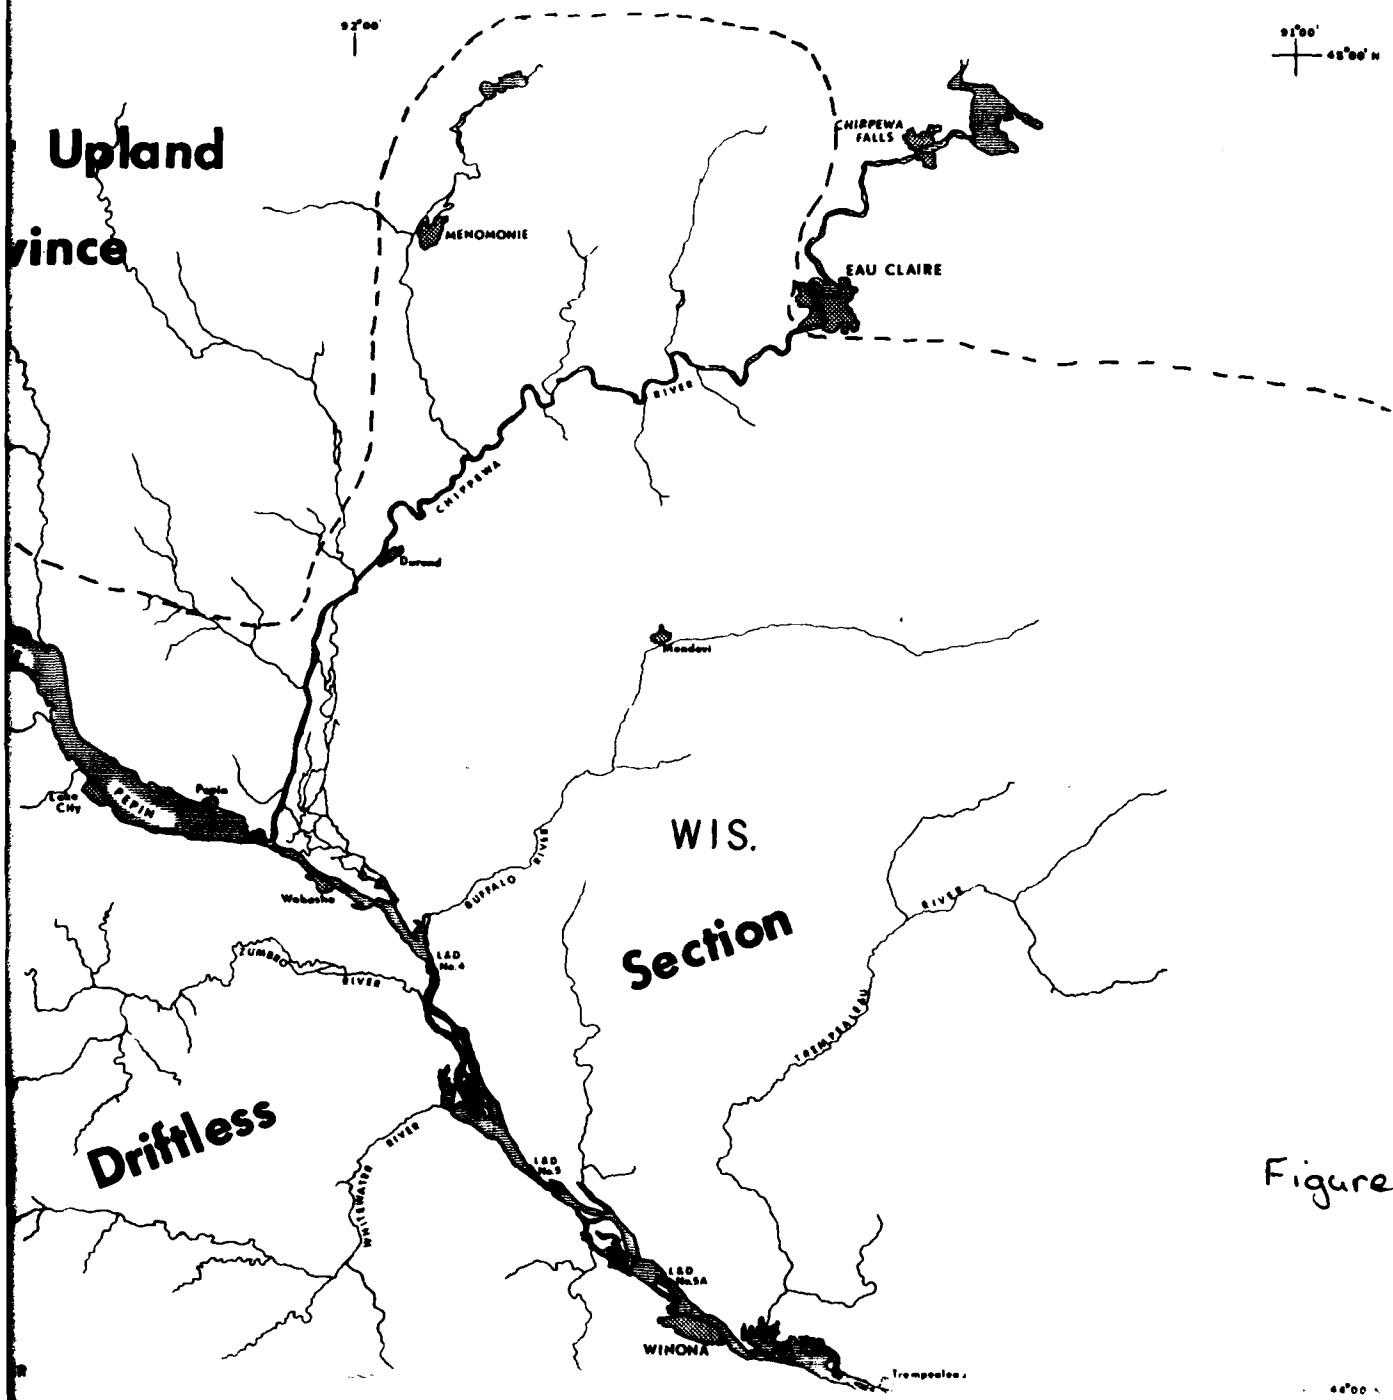 92°00'
91°00'
45°00' N
Upland
vince
CHIRPEWA
FALLS
MENOMONIE
EAU CLAIRE
RIVER
CHIPPEWA
Durand
Mondovi
Lake
City
PEPIN
Pepin
WIS.
RIVER
BUFFALO
Wabasha
RIVER
Section
L&D
No.4
ZUMBRO
RIVER
TREMPEALEAU
Driftless
RIVER
WHITEWATER
L&D
No.5
Figure
L&D
No.5A
WINONA
R
Trempealeau
44°00'